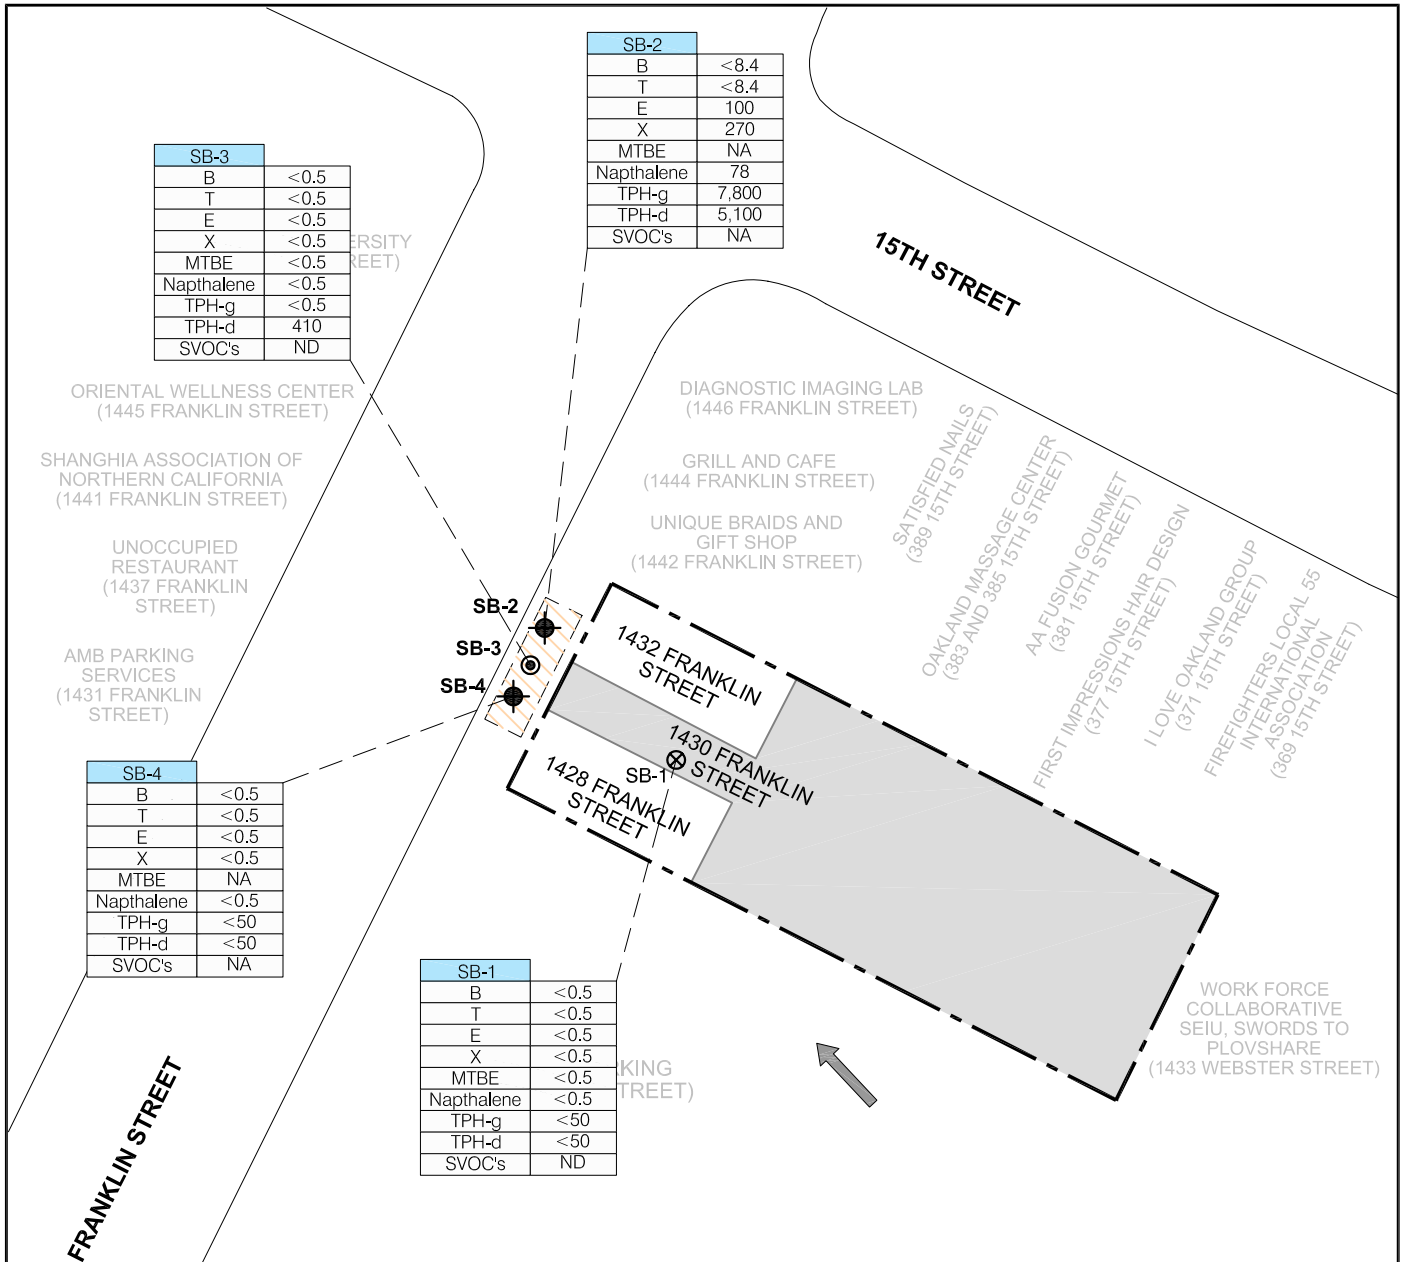 SB-2
B <8.4
T <8.4
E 100
X 270
MTBE NA
Napthalene 78
TPH-g 7,800
TPH-d 5,100
SVOC's NA
SB-3
B <0.5
T <0.5
E <0.5
X <0.5
MTBE <0.5
Napthalene <0.5
TPH-g <0.5
TPH-d 410
SVOC's ND
ERSITY
REET)
15TH STREET
ORIENTAL WELLNESS CENTER
(1445 FRANKLIN STREET)
SHANGHIA ASSOCIATION OF
NORTHERN CALIFORNIA
(1441 FRANKLIN STREET)
UNOCCUPIED
RESTAURANT
(1437 FRANKLIN
STREET)
AMB PARKING
SERVICES
(1431 FRANKLIN
STREET)
DIAGNOSTIC IMAGING LAB
(1446 FRANKLIN STREET)
GRILL AND CAFE
(1444 FRANKLIN STREET)
UNIQUE BRAIDS AND
GIFT SHOP
(1442 FRANKLIN STREET)
SATISFIED NAILS
(389 15TH STREET)
OAKLAND MASSAGE CENTER
(383 AND 385 15TH STREET)
AA FUSION GOURMET
(381 15TH STREET)
FIRST IMPRESSIONS HAIR DESIGN
(377 15TH STREET)
I LOVE OAKLAND GROUP
(371 15TH STREET)
FIREFIGHTERS LOCAL 55
INTERNATIONAL
ASSOCIATION
(369 15TH STREET)
SB-2
SB-3
SB-4
1432 FRANKLIN
STREET
1430 FRANKLIN
STREET
SB-1
1428 FRANKLIN
STREET
SB-4
B <0.5
T <0.5
E <0.5
X <0.5
MTBE NA
Napthalene <0.5
TPH-g <50
TPH-d <50
SVOC's NA
SB-1
B <0.5
T <0.5
E <0.5
X <0.5
MTBE <0.5
Napthalene <0.5
TPH-g <50
TPH-d <50
SVOC's ND
RKING
TREET)
WORK FORCE
COLLABORATIVE
SEIU, SWORDS TO
PLOVSHARE
(1433 WEBSTER STREET)
FRANKLIN STREET